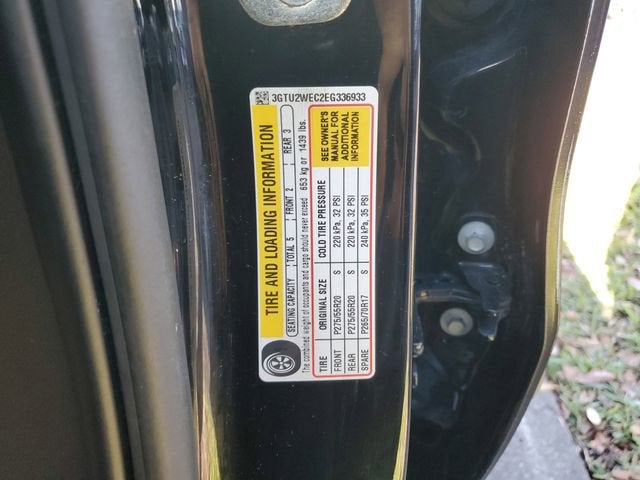 3GTU2WEC2EG336933
TIRE AND LOADING INFORMATION
SEATING CAPACITY TOTAL 5 FRONT 2 REAR 3
The combined weight of occupants and cargo should never exceed 653 kg or 1439 lbs.
TIRE ORIGINAL SIZE COLD TIRE PRESSURE
FRONT P275/55R20 S 220 kPa, 32 PSI
REAR P275/55R20 S 220 kPa, 32 PSI
SPARE P265/70R17 S 240 kPa, 35 PSI
SEE OWNER'S
MANUAL FOR
ADDITIONAL
INFORMATION